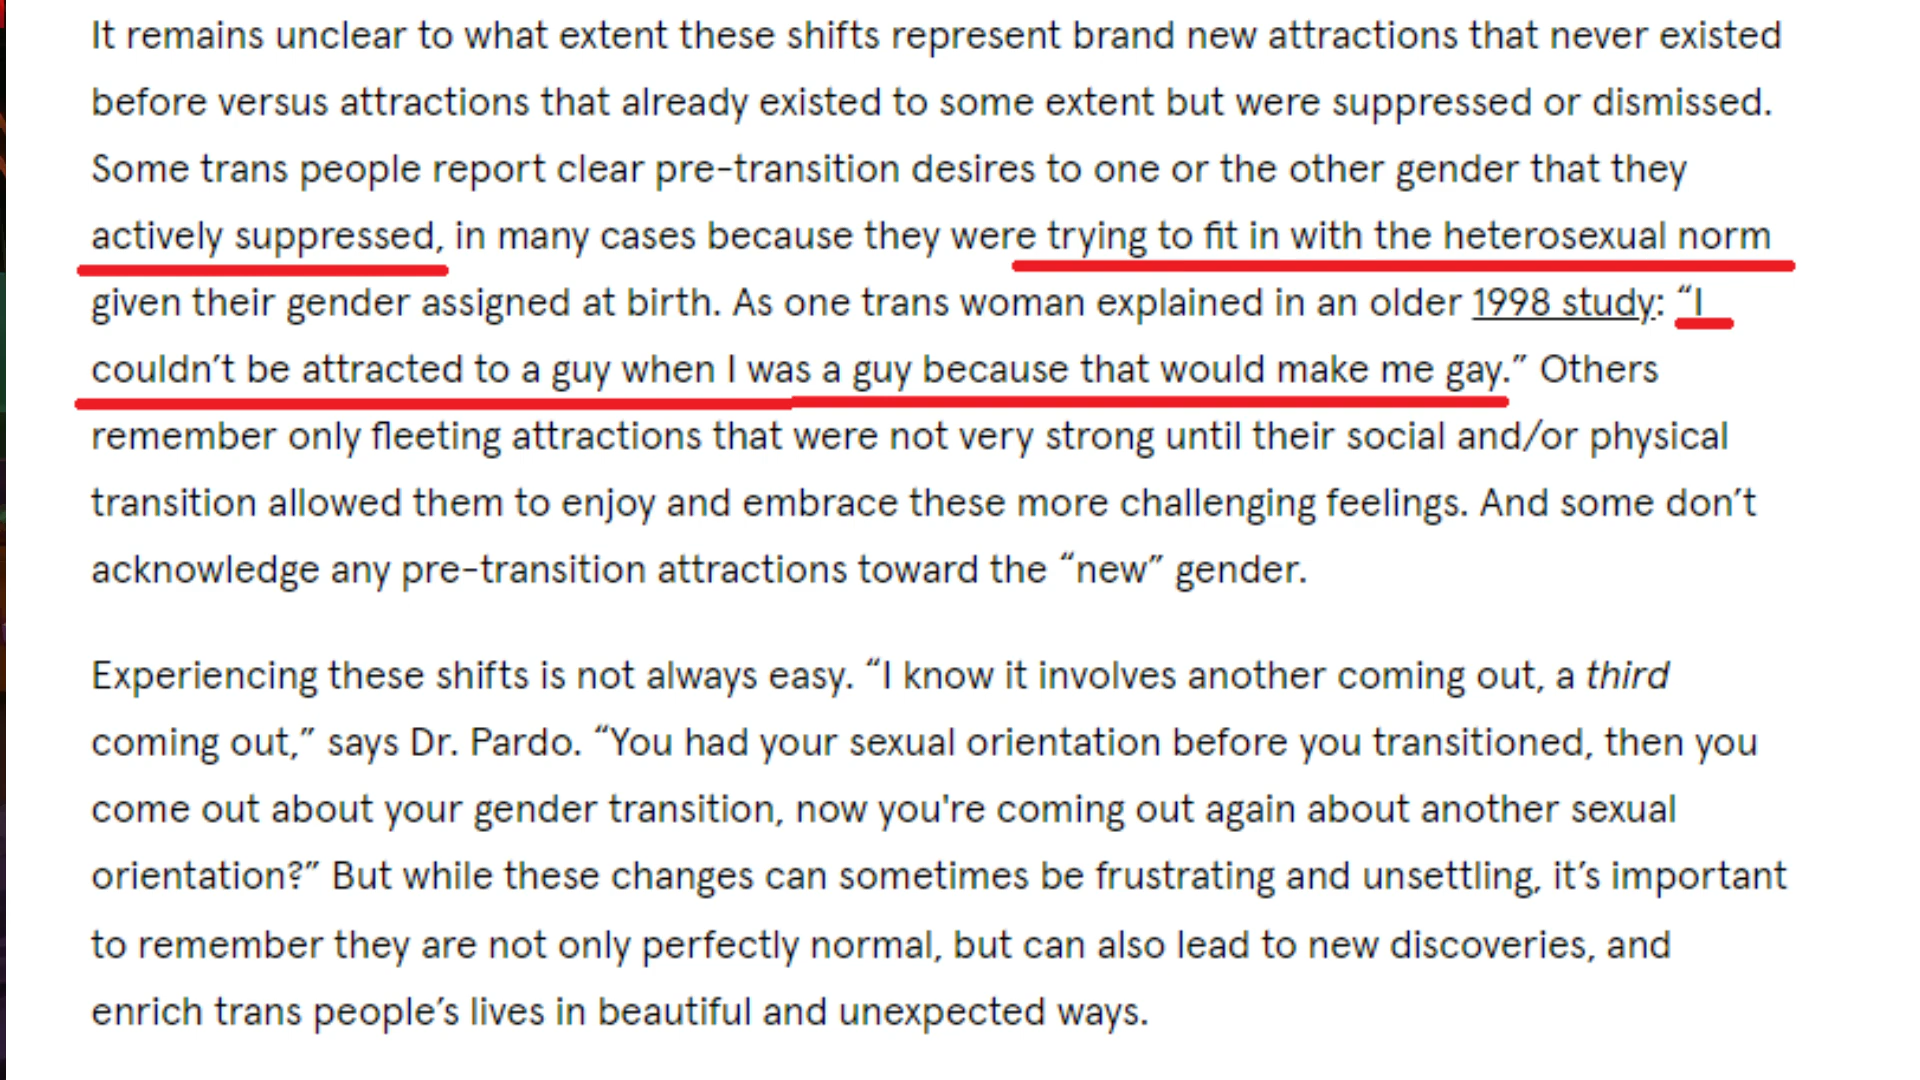 It remains unclear to what extent these shifts represent brand new attractions that never existed
before versus attractions that already existed to some extent but were suppressed or dismissed.
Some trans people report clear pre-transition desires to one or the other gender that they
actively suppressed, in many cases because they were trying to fit in with the heterosexual norm
given their gender assigned at birth. As one trans woman explained in an older 1998 study: “I
couldn’t be attracted to a guy when I was a guy because that would make me gay.” Others
remember only fleeting attractions that were not very strong until their social and/or physical
transition allowed them to enjoy and embrace these more challenging feelings. And some don’t
acknowledge any pre-transition attractions toward the “new” gender.
Experiencing these shifts is not always easy. “I know it involves another coming out, a third
coming out,” says Dr. Pardo. “You had your sexual orientation before you transitioned, then you
come out about your gender transition, now you're coming out again about another sexual
orientation?” But while these changes can sometimes be frustrating and unsettling, it’s important
to remember they are not only perfectly normal, but can also lead to new discoveries, and
enrich trans people’s lives in beautiful and unexpected ways.